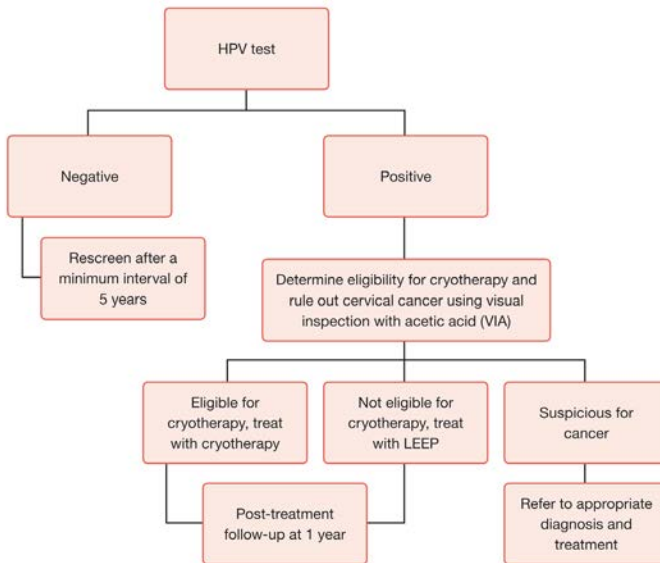 HPV test
Negative
Positive
Rescreen after a
minimum interval of
5 years
Determine eligibility for cryotherapy and
rule out cervical cancer using visual
inspection with acetic acid (VIA)
Eligible for
cryotherapy, treat
with cryotherapy
Not eligible for
cryotherapy, treat
with LEEP
Suspicious for
cancer
Post-treatment
follow-up at 1 year
Refer to appropriate
diagnosis and
treatment